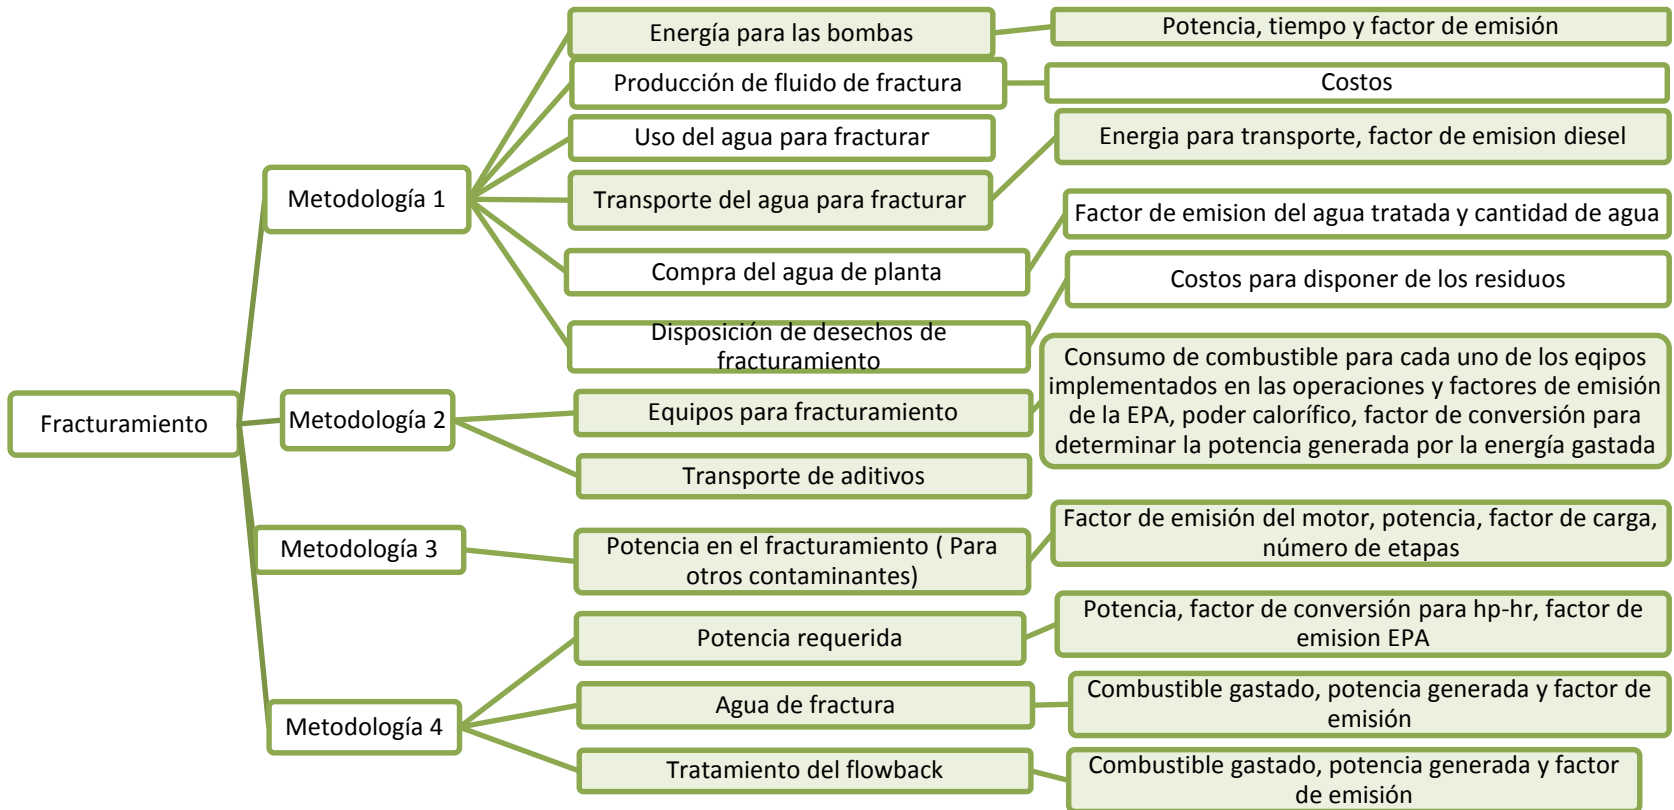 Fracturamiento
Metodología 1
Energía para las bombas
Potencia, tiempo y factor de emisión
Producción de fluido de fractura
Costos
Uso del agua para fracturar
Transporte del agua para fracturar
Energia para transporte, factor de emision diesel
Compra del agua de planta
Factor de emision del agua tratada y cantidad de agua
Disposición de desechos de
fracturamiento
Costos para disponer de los residuos
Metodología 2
Equipos para fracturamiento
Consumo de combustible para cada uno de los eqipos
implementados en las operaciones y factores de emisión
de la EPA, poder calorífico, factor de conversión para
determinar la potencia generada por la energía gastada
Transporte de aditivos
Metodología 3
Potencia en el fracturamiento ( Para
otros contaminantes)
Factor de emisión del motor, potencia, factor de carga,
número de etapas
Metodología 4
Potencia requerida
Potencia, factor de conversión para hp-hr, factor de
emision EPA
Agua de fractura
Combustible gastado, potencia generada y factor de
emisión
Tratamiento del flowback
Combustible gastado, potencia generada y factor
de emisión